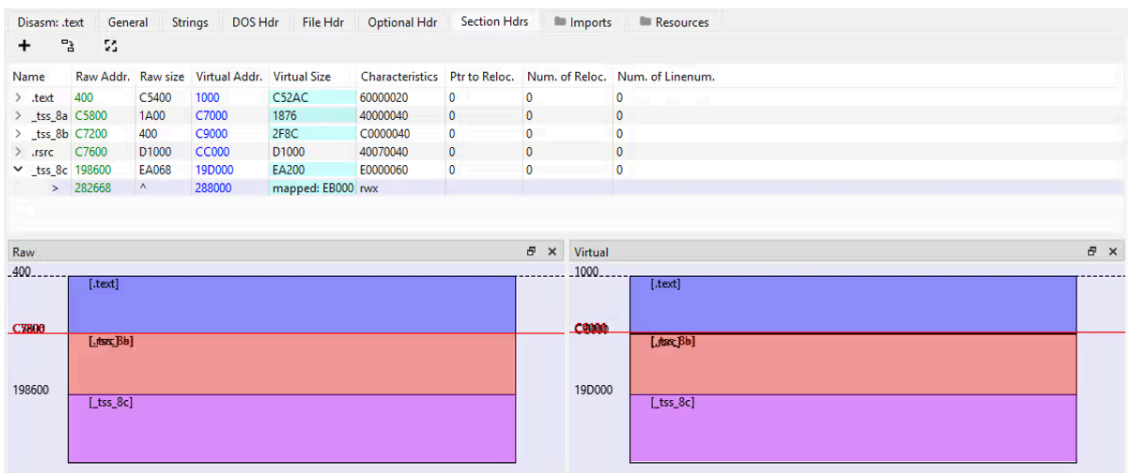 Disasm: .text General Strings DOS Hdr File Hdr Optional Hdr Section Hdrs Imports Resources
Name Raw Addr. Raw size Virtual Addr. Virtual Size Characteristics Ptr to Reloc. Num. of Reloc. Num. of Linenum.
> .text 400 C5400 1000 C52AC 60000020 0 0 0
> _tss_8a C5800 1A00 C7000 1876 40000040 0 0 0
> _tss_8b C7200 400 C9000 2F8C C0000040 0 0 0
> .rsrc C7600 D1000 CC000 D1000 40070040 0 0 0
_tss_8c 198600 EA068 19D000 EA200 E0000060 0 0 0
> 282668 ^ 288000 mapped: EB000 rwx
Raw Virtual
400 1000
[.text] [.text]
198600 19D000
[_tss_8c] [_tss_8c]